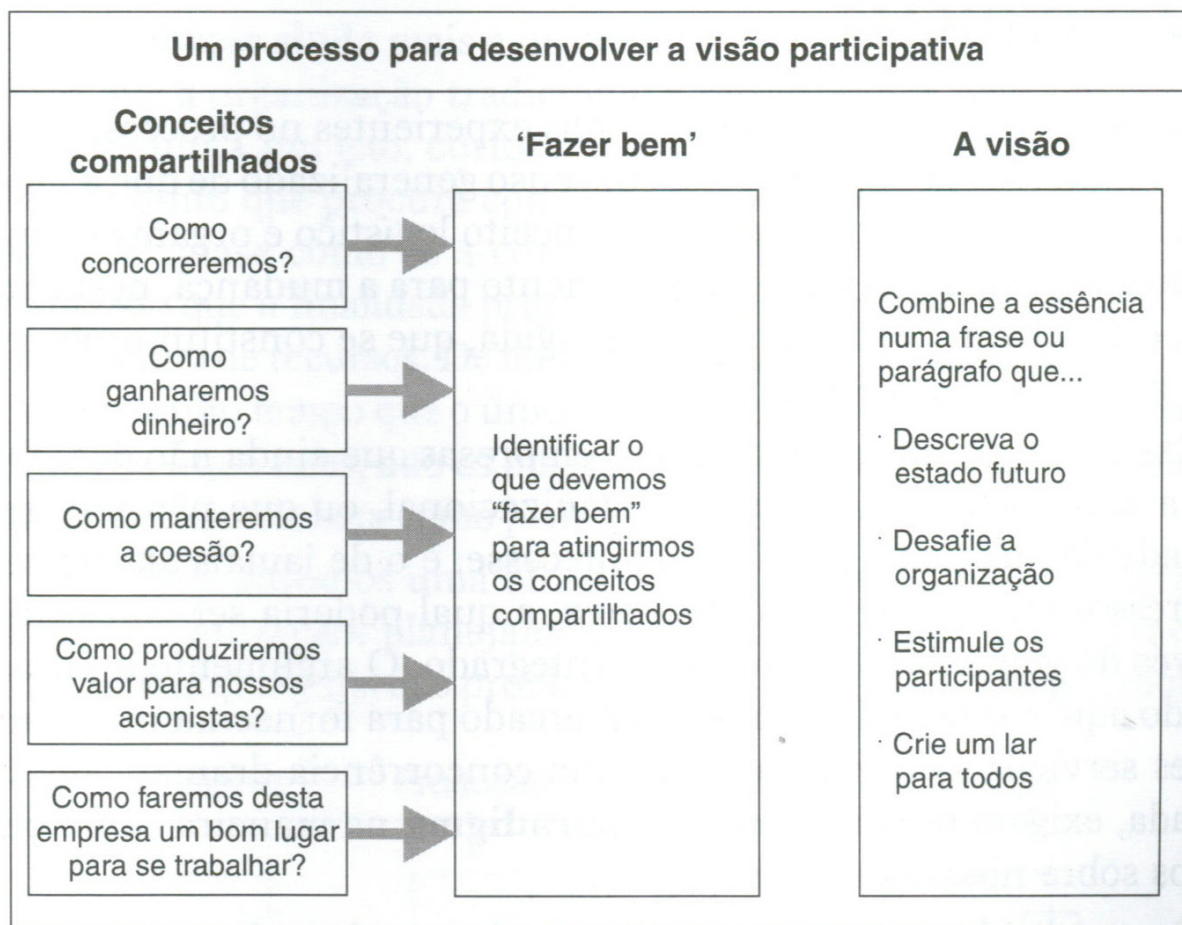 Um processo para desenvolver a visão participativa
Conceitos
compartilhados
Como
concorreremos?
Como
ganharemos
dinheiro?
Como manteremos
a coesão?
Como produziremos
valor para nossos
acionistas?
Como faremos desta
empresa um bom lugar
para se trabalhar?
‘Fazer bem’
Identificar o
que devemos
“fazer bem”
para atingirmos
os conceitos
compartilhados
A visão
Combine a essência
numa frase ou
parágrafo que...
· Descreva o
estado futuro
· Desafie a
organização
· Estimule os
participantes
· Crie um lar
para todos